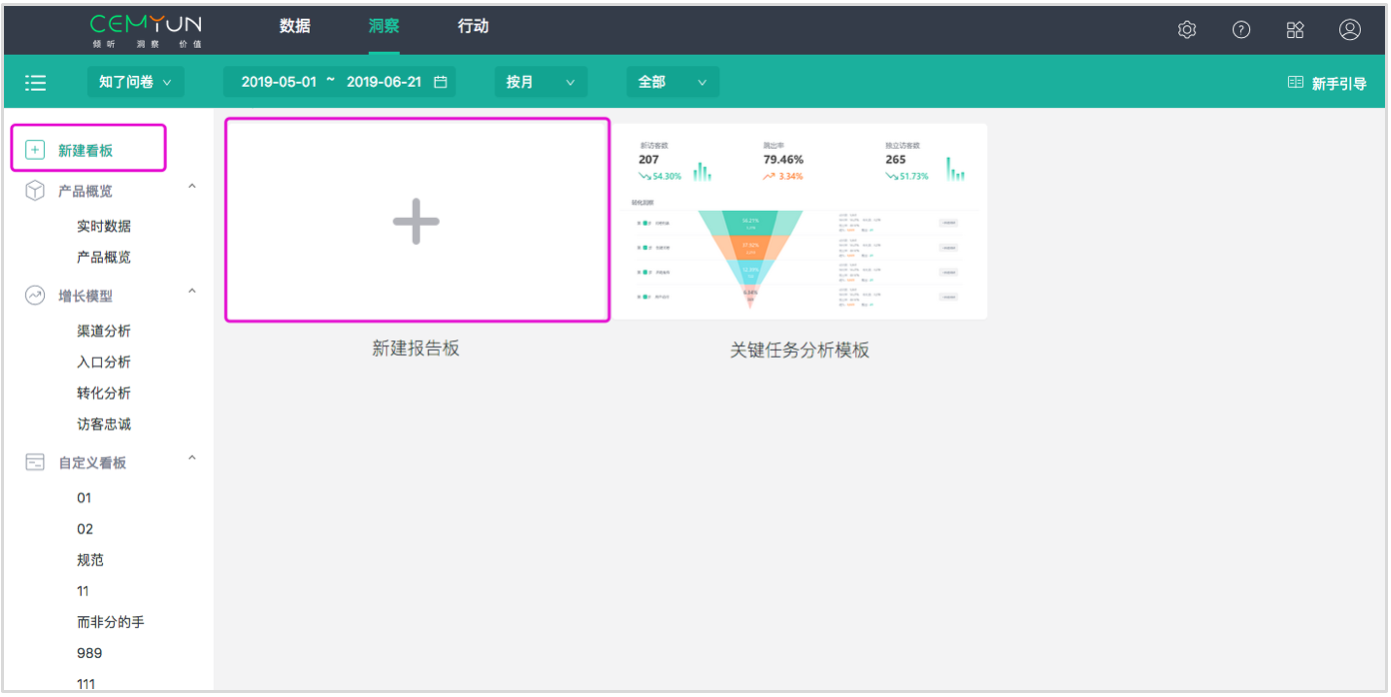 CEMYUN
倾听 洞察 价值
数据 洞察 行动
知了问卷 2019-05-01 ~ 2019-06-21 按月 全部 新手引导
新建看板
产品概览
实时数据
产品概览
增长模型
渠道分析
入口分析
转化分析
访客忠诚
自定义看板
01
02
规范
11
而非分的手
989
111
新访客数 跳出率 独立访客数
207 79.46% 265
54.30% 3.34% 51.73%
新建报告板 关键任务分析模板